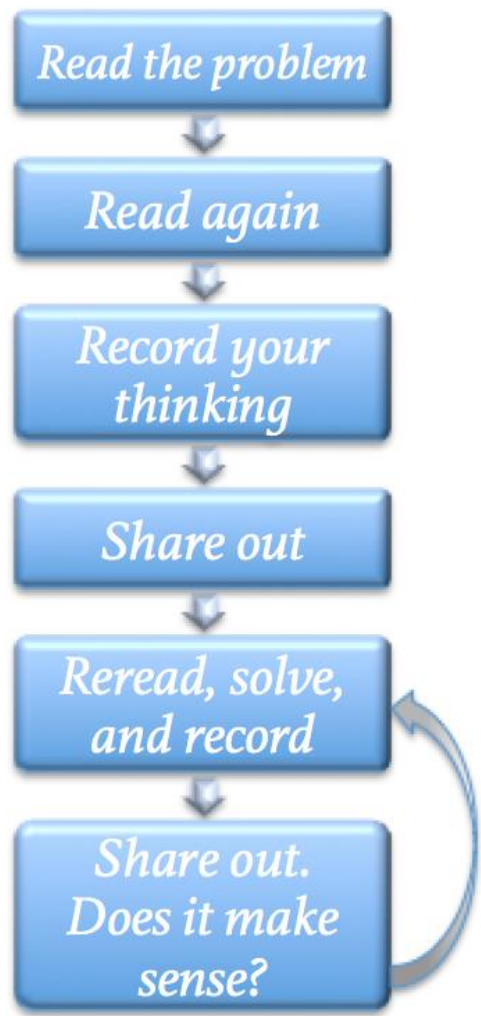 Read the problem
Read again
Record your
thinking
Share out
Reread, solve,
and record
Share out.
Does it make
sense?